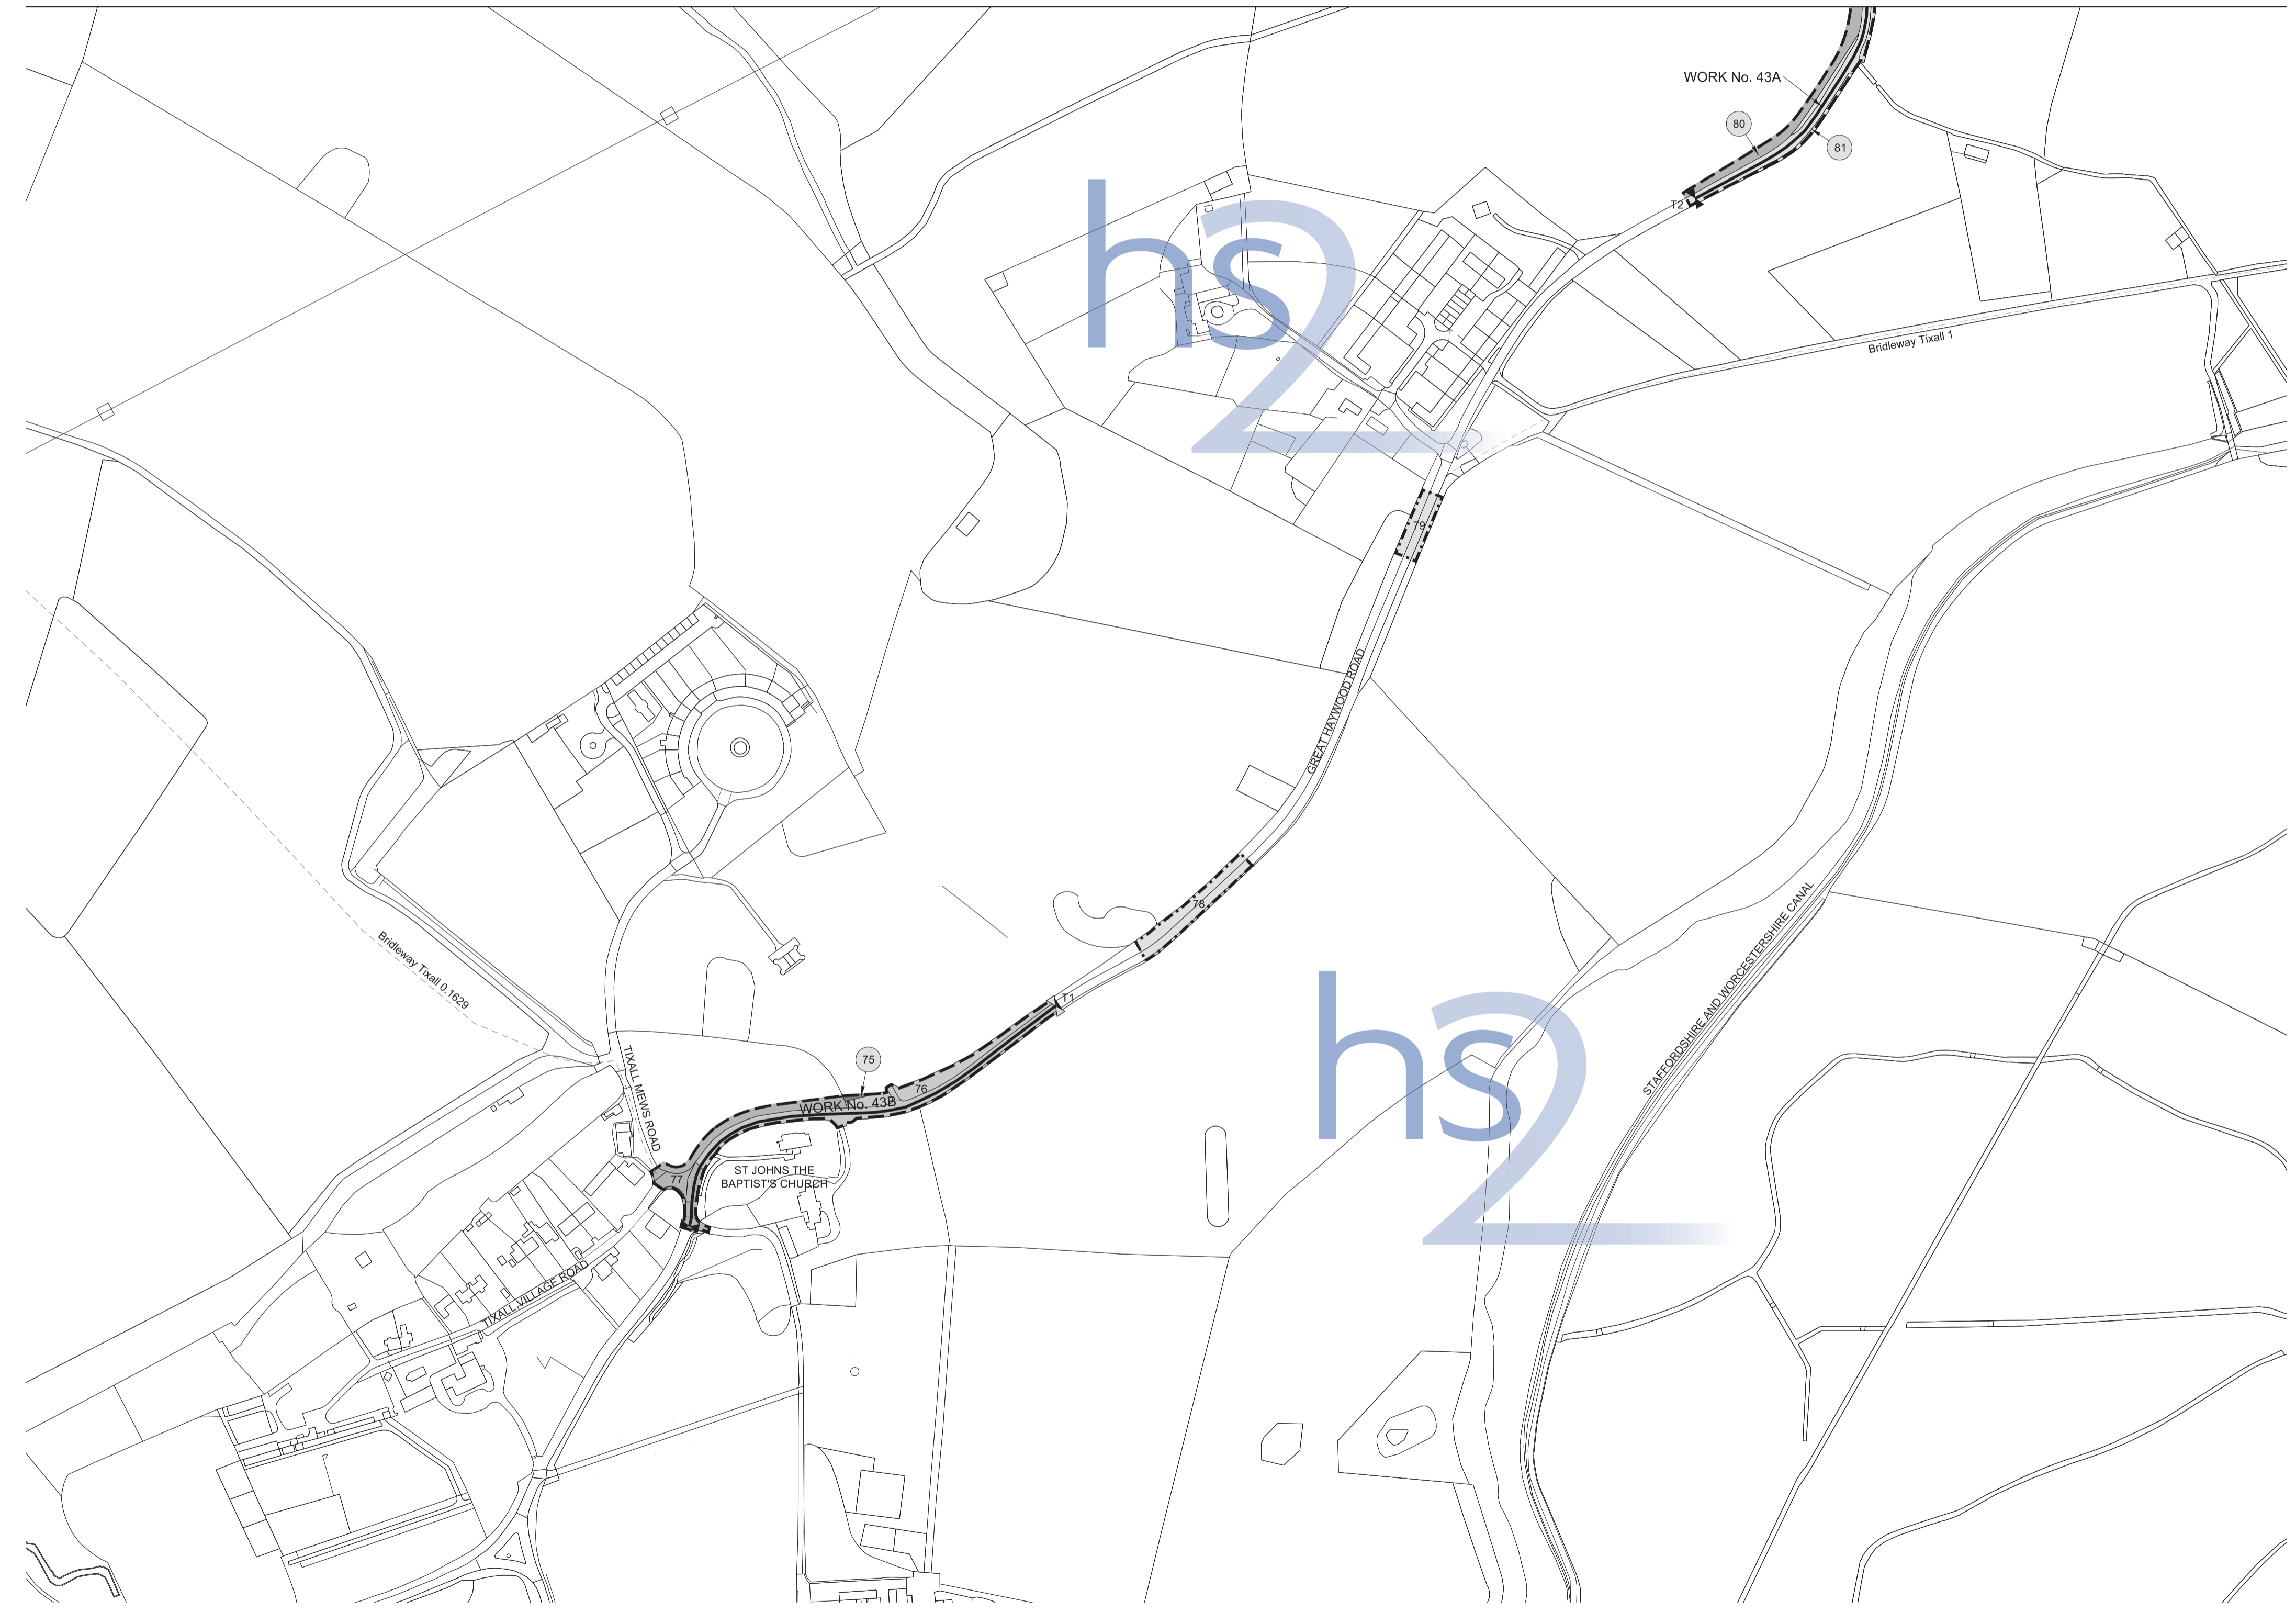 WORK No. 43A
80
81
T2
hs2
Bridleway Tixall 1
79
GREAT HAYWOOD ROAD
78
STAFFORDSHIRE AND WORCESTERSHIRE CANAL
Bridleway Tixall 0.1629
T1
hs2
TIXALL MEWS ROAD
75
76
WORK No. 43B
77
ST JOHNS THE
BAPTIST'S CHURCH
TIXALL VILLAGE ROAD